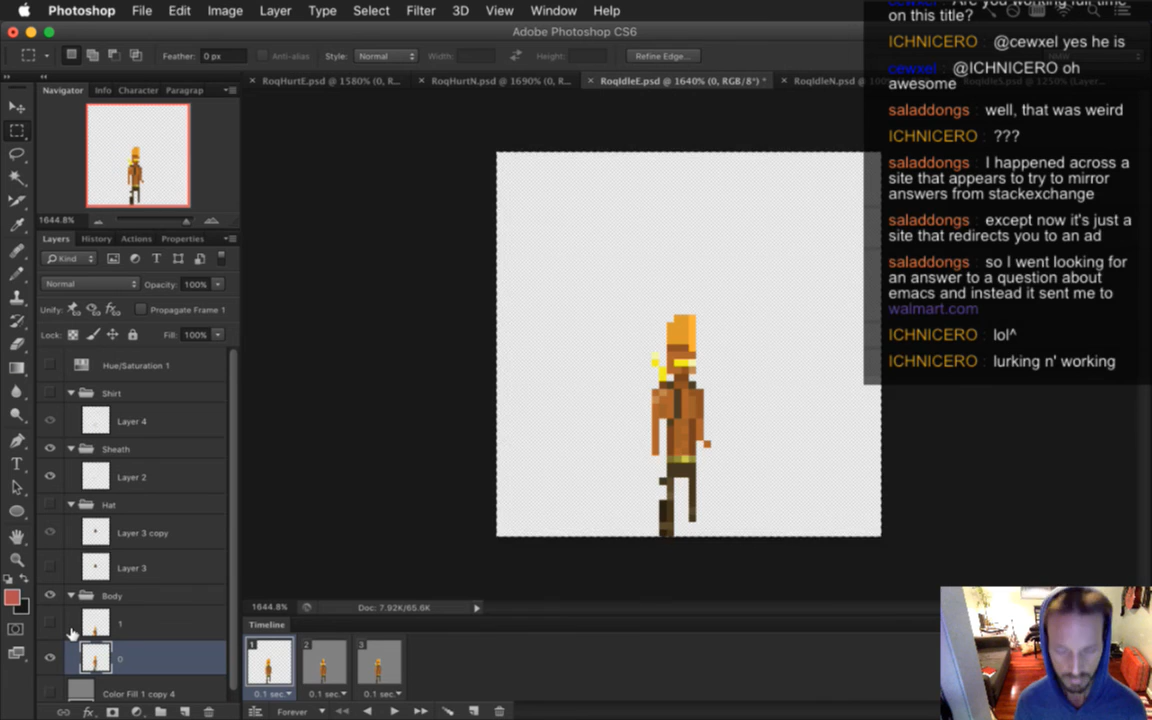 Photoshop File Edit Image Layer Type Select Filter 3D View Window Help
Adobe Photoshop CS6
Feather: 0 px Anti-alias Style: Normal Width: Height: Refine Edge...
RoqHurtE.psd @ 1580% (0, R... RoqHurtN.psd @ 1690% (0, R... RoqIdleE.psd @ 1640% (0, RGB/8*) *
Navigator Info Character Paragrap
1644.8%
Layers History Actions Properties
Kind
Normal Opacity: 100%
Unify: Propagate Frame 1
Lock: Fill: 100%
Hue/Saturation 1
Shirt
Layer 4
Sheath
Layer 2
Hat
Layer 3 copy
Layer 3
Body
1
0
Color Fill 1 copy 4
1644.8% Doc: 7.92K/65.6K
Timeline
1 2 3
0.1 sec. 0.1 sec. 0.1 sec.
Forever
on this title?
ICHNICERO : @cewxel yes he is
cewxel : @ICHNICERO oh
awesome
saladdongs : well, that was weird
ICHNICERO : ???
saladdongs : I happened across a
site that appears to try to mirror
answers from stackexchange
saladdongs : except now it's just a
site that redirects you to an ad
saladdongs : so I went looking for
an answer to a question about
emacs and instead it sent me to
walmart.com
ICHNICERO : lol^
ICHNICERO : lurking n' working